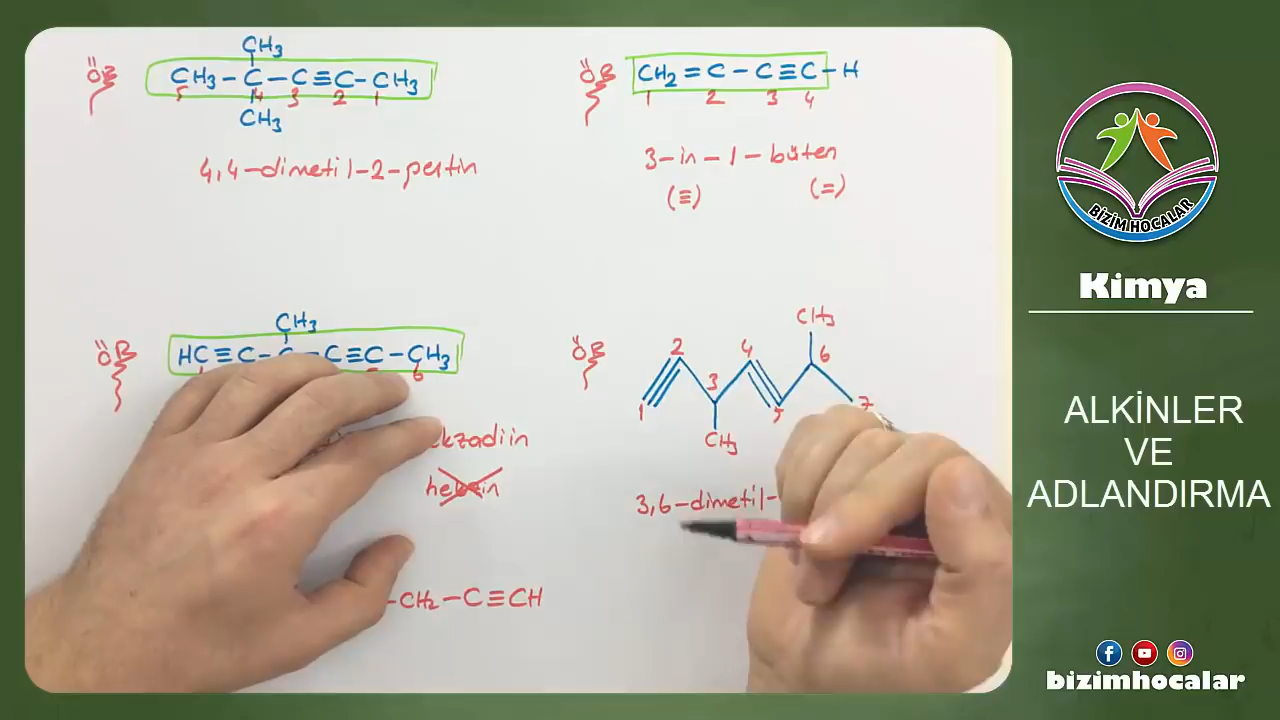 CH3
ÖR CH3 – C – C ≡ C – CH3
5 4 3 2 1
CH3
4,4-dimetil-2-pentin
ÖR CH2 = C – C ≡ C – H
1 2 3 4
3-in-1-büten
(≡) (=)
CH3
ÖR HC ≡ C – C – C ≡ C – CH3
6
ekzadiin
–CH2 – C ≡ CH
CH3
ÖR 1 2 3 4 5 6 7
CH3
3,6-dimetil-
BİZİM HOCALAR
Kimya
ALKİNLER
VE
ADLANDIRMA
bizimhocalar